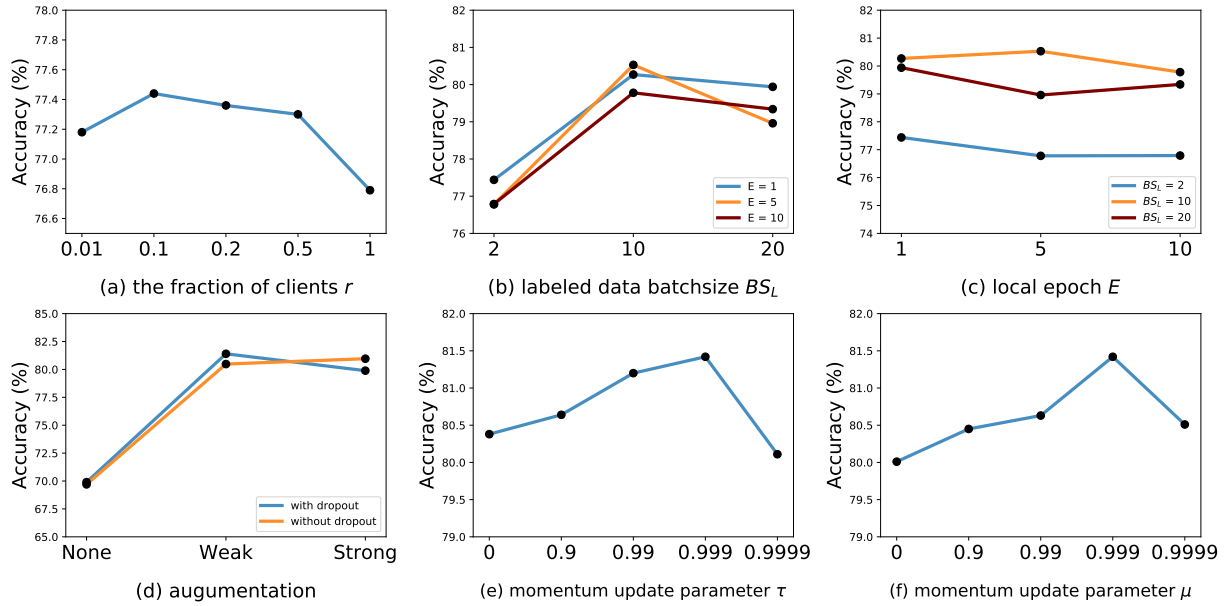 78.0
77.8
77.6
77.4
77.2
77.0
76.8
76.6
Accuracy (%)
0.01 0.1 0.2 0.5 1
(a) the fraction of clients r
82
81
80
79
78
77
76
Accuracy (%)
E = 1
E = 5
E = 10
2 10 20
(b) labeled data batchsize BS_L
82
81
80
79
78
77
76
75
74
Accuracy (%)
BS_L = 2
BS_L = 10
BS_L = 20
1 5 10
(c) local epoch E
85.0
82.5
80.0
77.5
75.0
72.5
70.0
67.5
65.0
Accuracy (%)
with dropout
without dropout
None Weak Strong
(d) augumentation
82.0
81.5
81.0
80.5
80.0
79.5
79.0
Accuracy (%)
0 0.9 0.99 0.999 0.9999
(e) momentum update parameter τ
82.0
81.5
81.0
80.5
80.0
79.5
79.0
Accuracy (%)
0 0.9 0.99 0.999 0.9999
(f) momentum update parameter μ